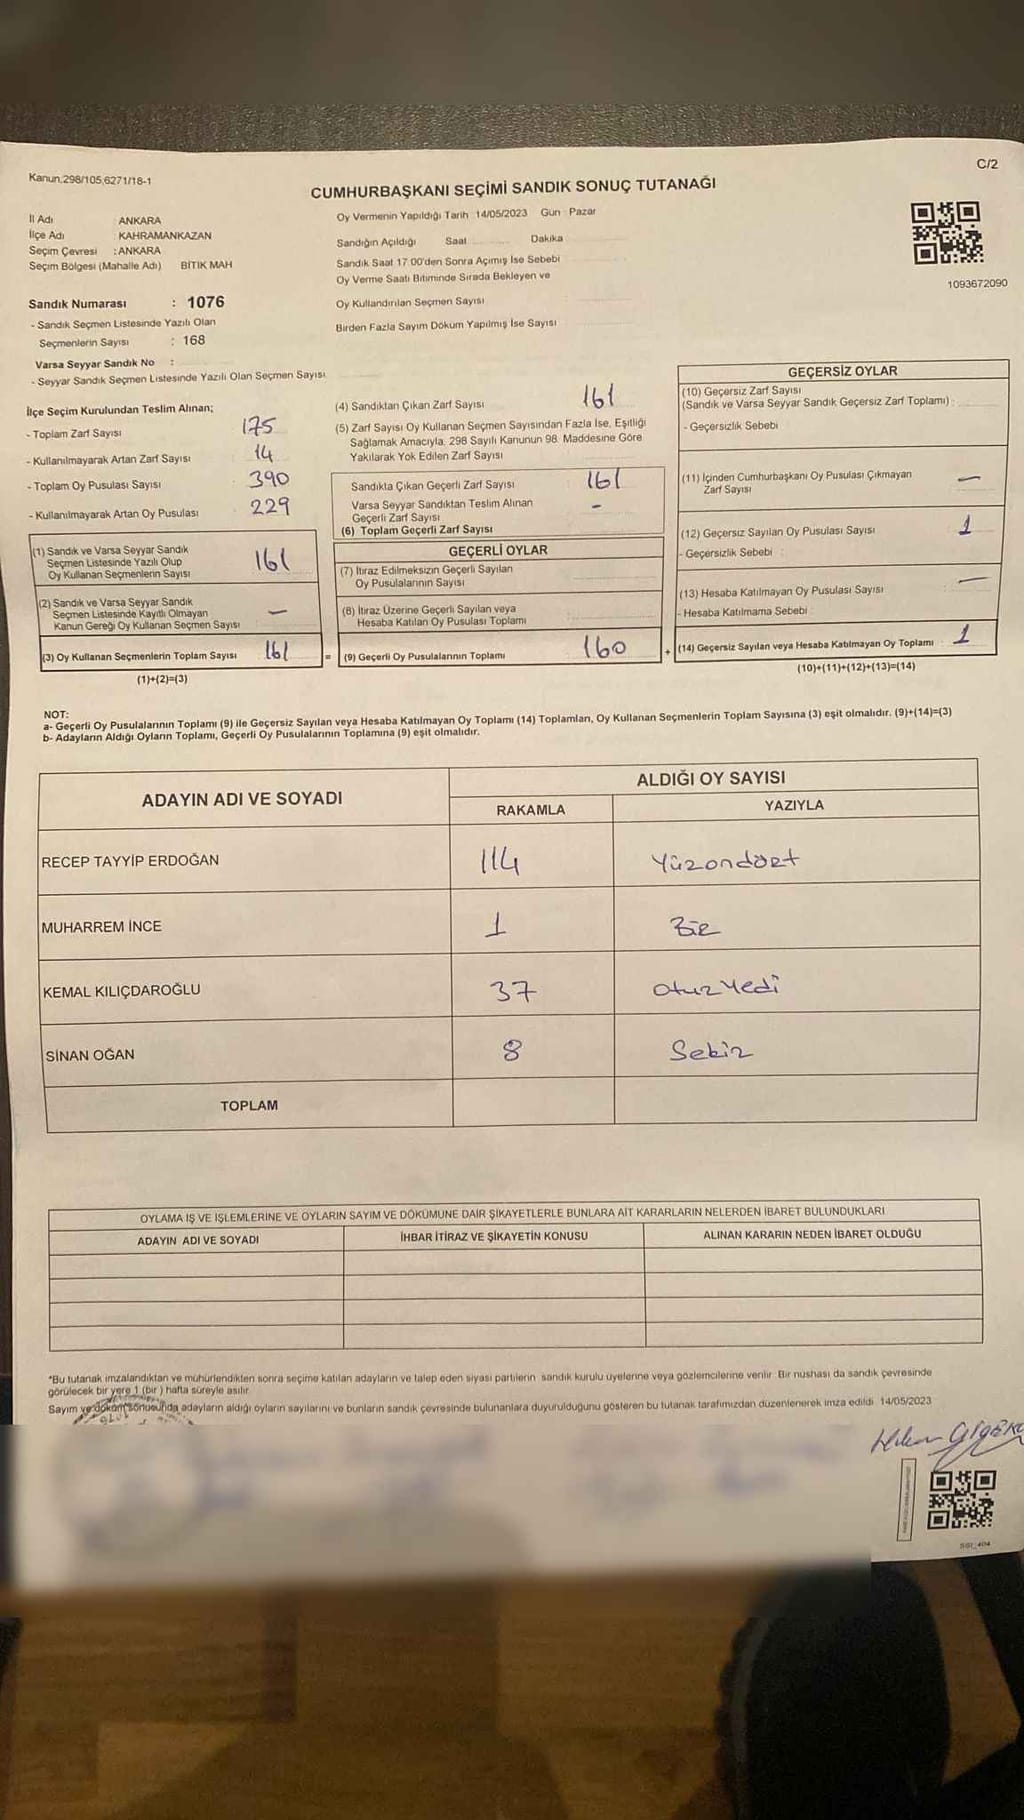 C/2
Kanun.298/105,6271/18-1
CUMHURBAŞKANI SEÇİMİ SANDIK SONUÇ TUTANAĞI
İl Adı ANKARA
İlçe Adı KAHRAMANKAZAN
Seçim Çevresi : ANKARA
Seçim Bölgesi (Mahalle Adı) BİTİK MAH
Sandık Numarası : 1076
- Sandık Seçmen Listesinde Yazılı Olan
Seçmenlerin Sayısı : 168
Varsa Seyyar Sandık No :
- Seyyar Sandık Seçmen Listesinde Yazılı Olan Seçmen Sayısı
Oy Vermenin Yapıldığı Tarih 14/05/2023 Gün : Pazar
Sandığın Açıldığı Saat Dakika
Sandık Saat 17.00'den Sonra Açımış İse Sebebi
Oy Verme Saati Bitiminde Sırada Bekleyen ve
Oy Kullandırılan Seçmen Sayısı
Birden Fazla Sayım Döküm Yapılmış İse Sayısı
1093672090
İlçe Seçim Kurulundan Teslim Alınan;
- Toplam Zarf Sayısı 175
- Kullanılmayarak Artan Zarf Sayısı 14
- Toplam Oy Pusulası Sayısı 390
- Kullanılmayarak Artan Oy Pusulası 229
(1) Sandık ve Varsa Seyyar Sandık
Seçmen Listesinde Yazılı Olup
Oy Kullanan Seçmenlerin Sayısı 161
(2) Sandık ve Varsa Seyyar Sandık
Seçmen Listesinde Kayıtlı Olmayan
Kanun Gereği Oy Kullanan Seçmen Sayısı —
(3) Oy Kullanan Seçmenlerin Toplam Sayısı 161
(1)+(2)=(3)
=
(4) Sandıktan Çıkan Zarf Sayısı 161
(5) Zarf Sayısı Oy Kullanan Seçmen Sayısından Fazla İse, Eşitliği
Sağlamak Amacıyla, 298 Sayılı Kanunun 98. Maddesine Göre
Yakılarak Yok Edilen Zarf Sayısı
Sandıkta Çıkan Geçerli Zarf Sayısı 161
Varsa Seyyar Sandıktan Teslim Alınan
Geçerli Zarf Sayısı -
(6) Toplam Geçerli Zarf Sayısı
GEÇERLİ OYLAR
(7) İtiraz Edilmeksizin Geçerli Sayılan
Oy Pusulalarının Sayısı
(8) İtiraz Üzerine Geçerli Sayılan veya
Hesaba Katılan Oy Pusulası Toplamı
(9) Geçerli Oy Pusulalarının Toplamı 160
+
GEÇERSİZ OYLAR
(10) Geçersiz Zarf Sayısı
(Sandık ve Varsa Seyyar Sandık Geçersiz Zarf Toplamı) :
- Geçersizlik Sebebi
(11) İçinden Cumhurbaşkanı Oy Pusulası Çıkmayan
Zarf Sayısı —
(12) Geçersiz Sayılan Oy Pusulası Sayısı 1
- Geçersizlik Sebebi :
(13) Hesaba Katılmayan Oy Pusulası Sayısı —
- Hesaba Katılmama Sebebi
(14) Geçersiz Sayılan veya Hesaba Katılmayan Oy Toplamı 1
(10)+(11)+(12)+(13)=(14)
NOT:
a- Geçerli Oy Pusulalarının Toplamı (9) ile Geçersiz Sayılan veya Hesaba Katılmayan Oy Toplamı (14) Toplamları, Oy Kullanan Seçmenlerin Toplam Sayısına (3) eşit olmalıdır. (9)+(14)=(3)
b- Adayların Aldığı Oyların Toplamı, Geçerli Oy Pusulalarının Toplamına (9) eşit olmalıdır.
ADAYIN ADI VE SOYADI ALDIĞI OY SAYISI
RAKAMLA YAZIYLA
RECEP TAYYİP ERDOĞAN 114 Yüzondört
MUHARREM İNCE 1 Bir
KEMAL KILIÇDAROĞLU 37 otuzyedi
SİNAN OĞAN 8 Sekiz
TOPLAM
OYLAMA İŞ VE İŞLEMLERİNE VE OYLARIN SAYIM VE DÖKÜMÜNE DAİR ŞİKAYETLERLE BUNLARA AİT KARARLARIN NELERDEN İBARET BULUNDUKLARI
ADAYIN ADI VE SOYADI İHBAR İTİRAZ VE ŞİKAYETİN KONUSU ALINAN KARARIN NEDEN İBARET OLDUĞU
*Bu tutanak imzalandıktan ve mühürlendikten sonra seçime katılan adayların ve talep eden siyasi partilerin sandık kurulu üyelerine veya gözlemcilerine verilir. Bir nushası da sandık çevresinde
görülecek bir yere 1 (bir ) hafta süreyle asılır.
Sayım ve döküm sonucunda adayların aldığı oyların sayılarını ve bunların sandık çevresinde bulunanlara duyurulduğunu gösteren bu tutanak tarafımızdan düzenlenerek imza edildi. 14/05/2023
1076